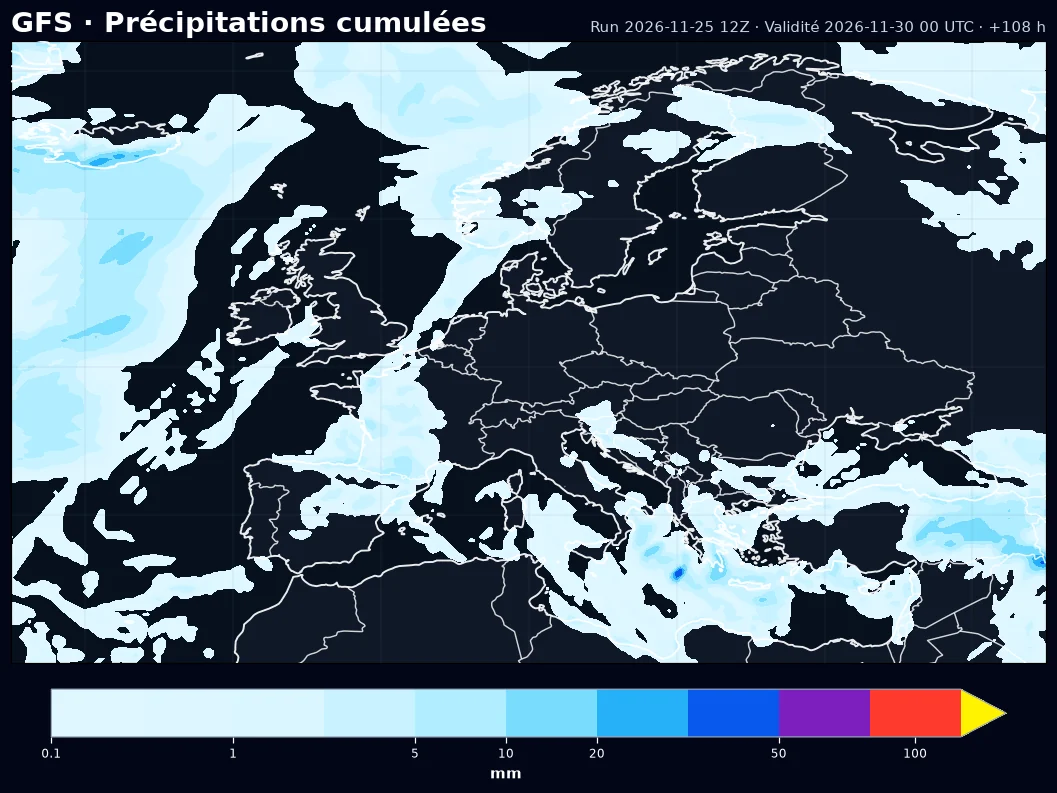 GFS · Précipitations cumulées
Run 2026-11-25 12Z · Validité 2026-11-30 00 UTC · +108 h
0.1 1 5 10 20 50 100
mm